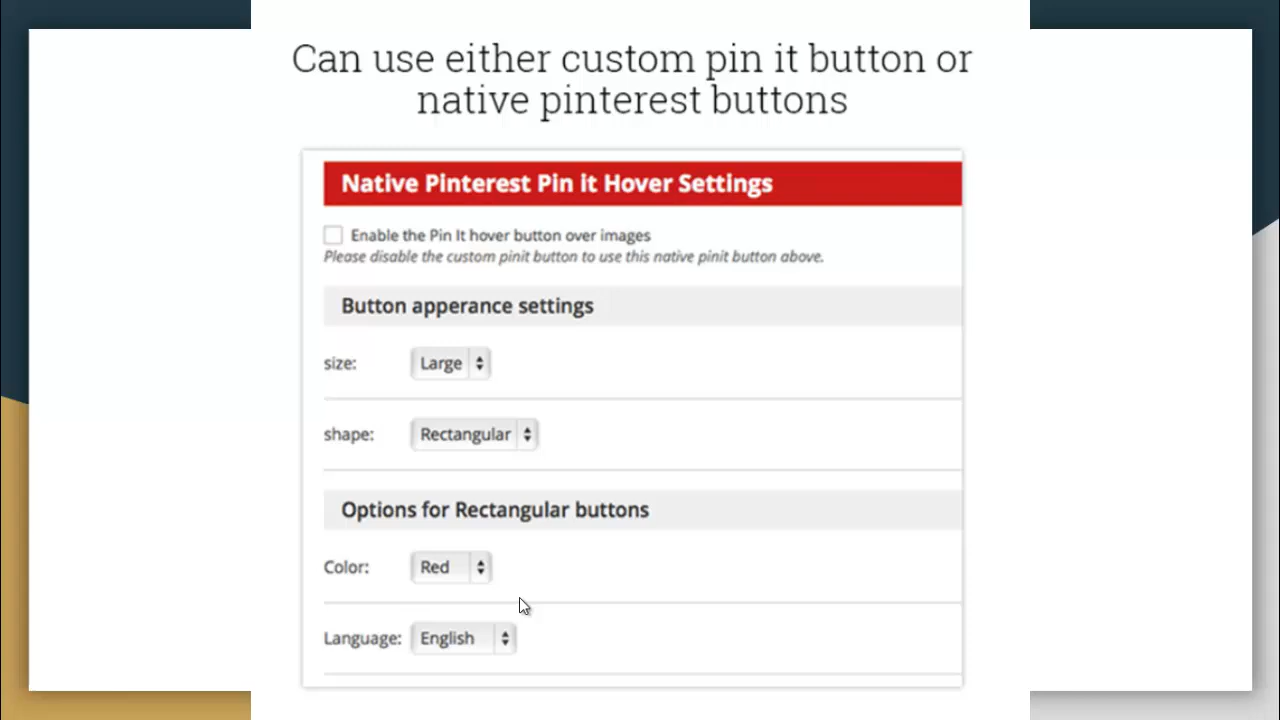 Can use either custom pin it button or
native pinterest buttons
Native Pinterest Pin it Hover Settings
Enable the Pin It hover button over images
Please disable the custom pinit button to use this native pinit button above.
Button apperance settings
size: Large
shape: Rectangular
Options for Rectangular buttons
Color: Red
Language: English